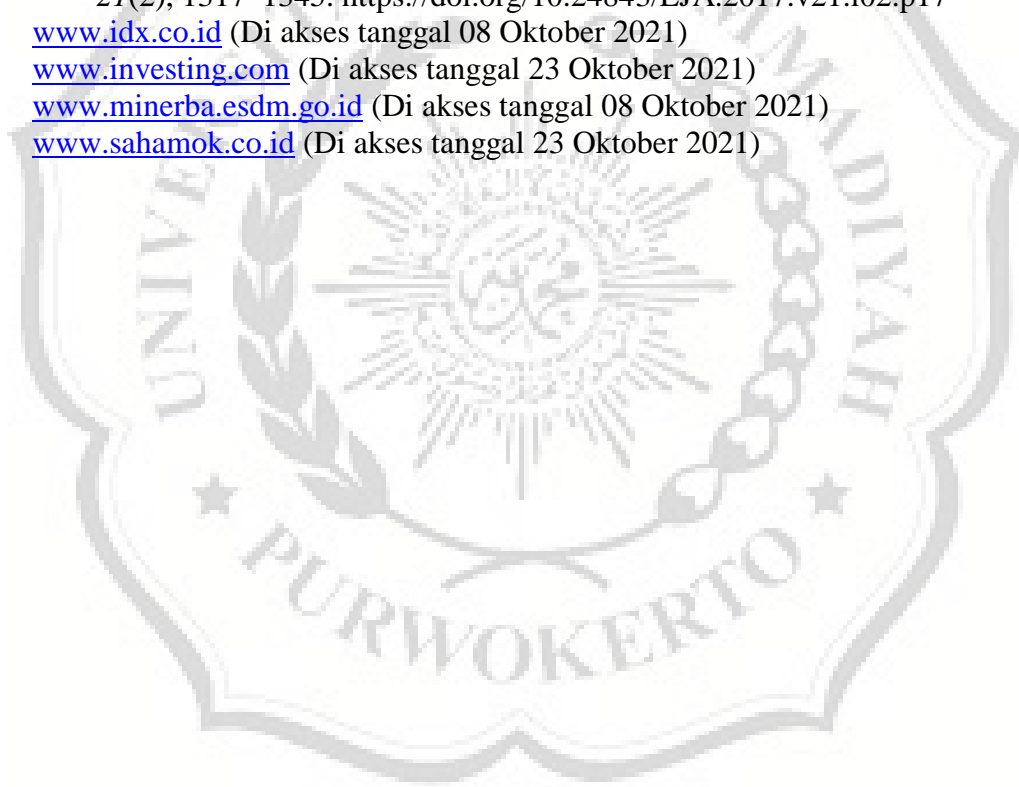 21(2), 1317–1345. https://doi.org/10.24843/EJA.2017.v21.i02.p17
www.idx.co.id (Di akses tanggal 08 Oktober 2021)
www.investing.com (Di akses tanggal 23 Oktober 2021)
www.minerba.esdm.go.id (Di akses tanggal 08 Oktober 2021)
www.sahamok.co.id (Di akses tanggal 23 Oktober 2021)
PURWOKERTO